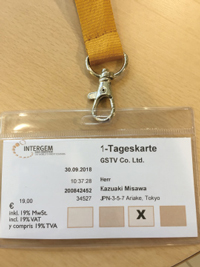 INTERGEM
1-Tageskarte
GSTV Co. Ltd.
30.09.2018
10:37:28
Herr
200842452
Kazuaki Misawa
€ 18.00
34527
JPN-3-5-7 Ariake, Tokyo
inkl. 19% MwSt.
incl. 19% VAT
y compris 19% TVA
X